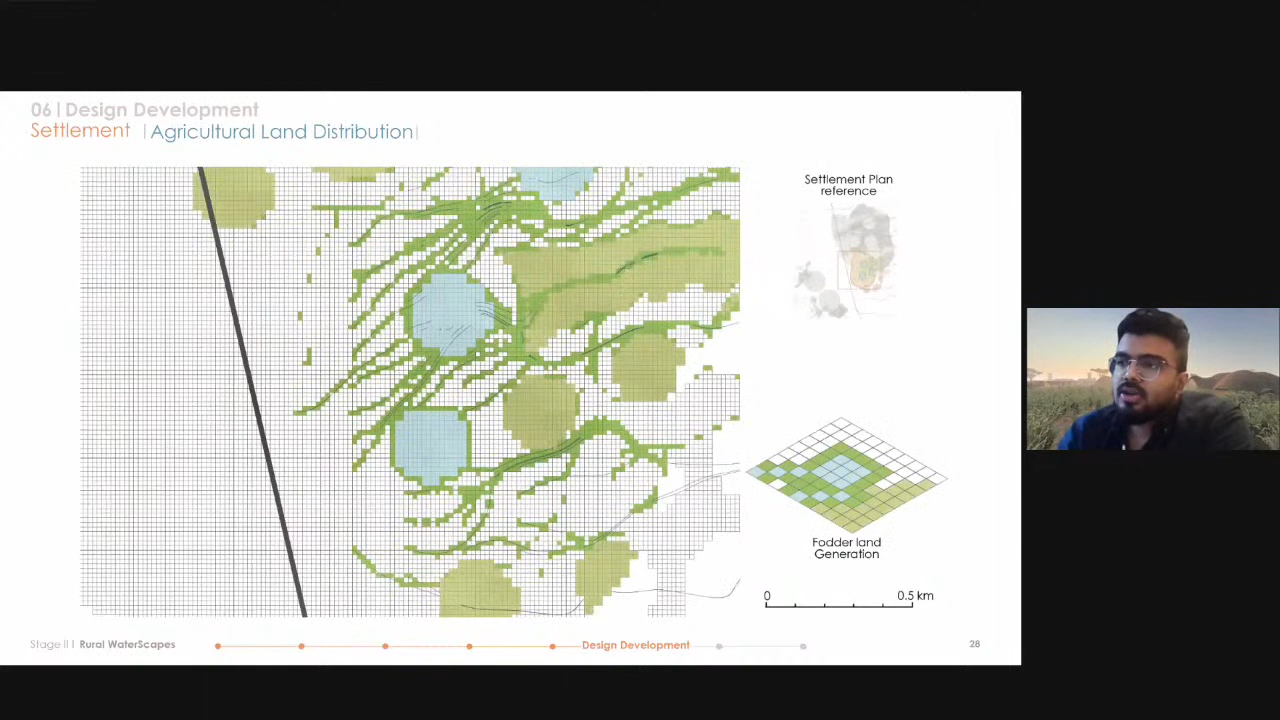 06 | Design Development
Settlement | Agricultural Land Distribution |
Settlement Plan
reference
Fodder land
Generation
0 0.5 km
Stage II | Rural WaterScapes
Design Development
28